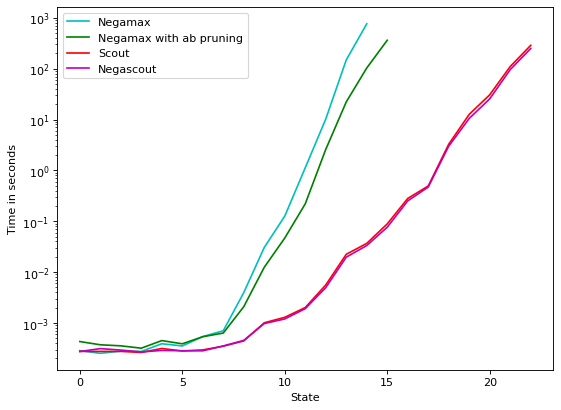 Negamax
Negamax with ab pruning
Scout
Negascout
Time in seconds
10³
10²
10¹
10⁰
10⁻¹
10⁻²
10⁻³
0 5 10 15 20
State